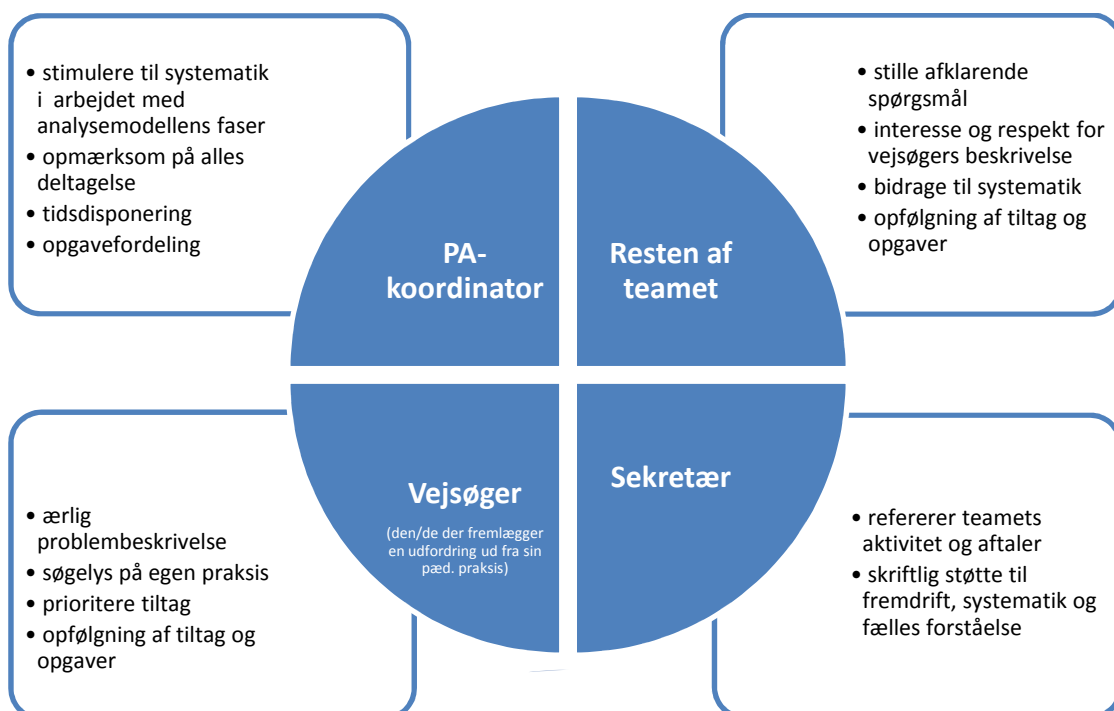 • stimulere til systematik
i arbejdet med
analysemodellens faser
• opmærksom på alles
deltagelse
• tidsdisponering
• opgavefordeling
• stille afklarende
spørgsmål
• interesse og respekt for
vejsøgers beskrivelse
• bidrage til systematik
• opfølgning af tiltag og
opgaver
PA-
koordinator
Resten af
teamet
Vejsøger
(den/de der fremlægger
en udfordring ud fra sin
pæd. praksis)
Sekretær
• ærlig
problembeskrivelse
• søgelys på egen praksis
• prioritere tiltag
• opfølgning af tiltag og
opgaver
• refererer teamets
aktivitet og aftaler
• skriftlig støtte til
fremdrift, systematik og
fælles forståelse